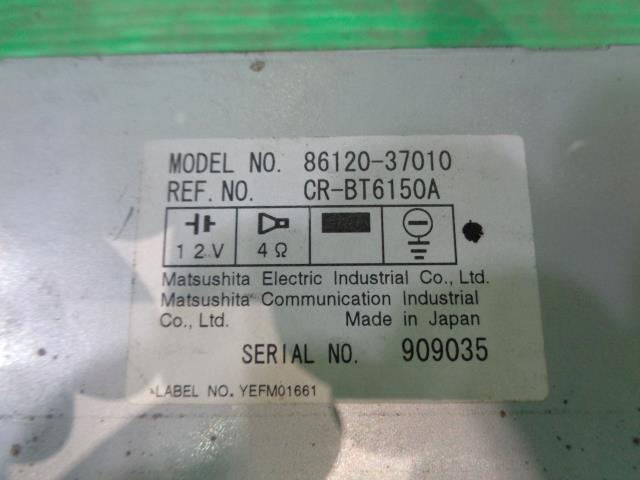 MODEL NO. 86120-37010
REF. NO. CR-BT6150A
12V 4Ω
Matsushita Electric Industrial Co., Ltd.
Matsushita Communication Industrial
Co., Ltd. Made in Japan
SERIAL NO. 909035
LABEL NO. YEFM01661